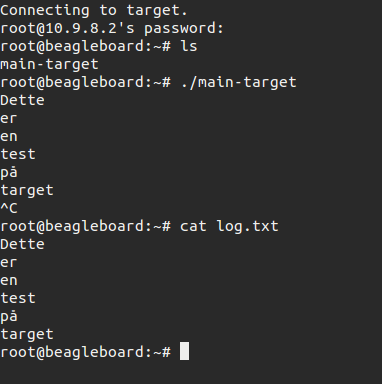 Connecting to target.
root@10.9.8.2's password:
root@beagleboard:~# ls
main-target
root@beagleboard:~# ./main-target
Dette
er
en
test
på
target
^C
root@beagleboard:~# cat log.txt
Dette
er
en
test
på
target
root@beagleboard:~#